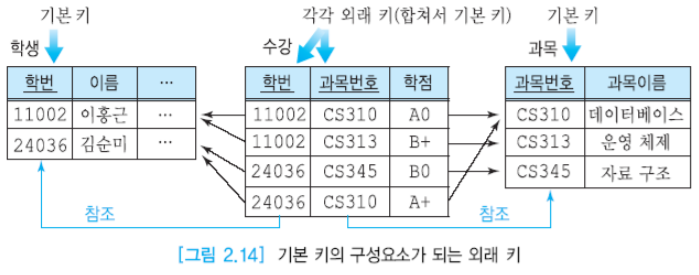 기본 키 각각 외래 키(합쳐서 기본 키) 기본 키
학생 수강 과목
학번 이름 … 학번 과목번호 학점 과목번호 과목이름
11002 이홍근 … 11002 CS310 A0 CS310 데이터베이스
24036 김순미 … 11002 CS313 B+ CS313 운영 체제
24036 CS345 B0 CS345 자료 구조
24036 CS310 A+
참조 참조
[그림 2.14] 기본 키의 구성요소가 되는 외래 키